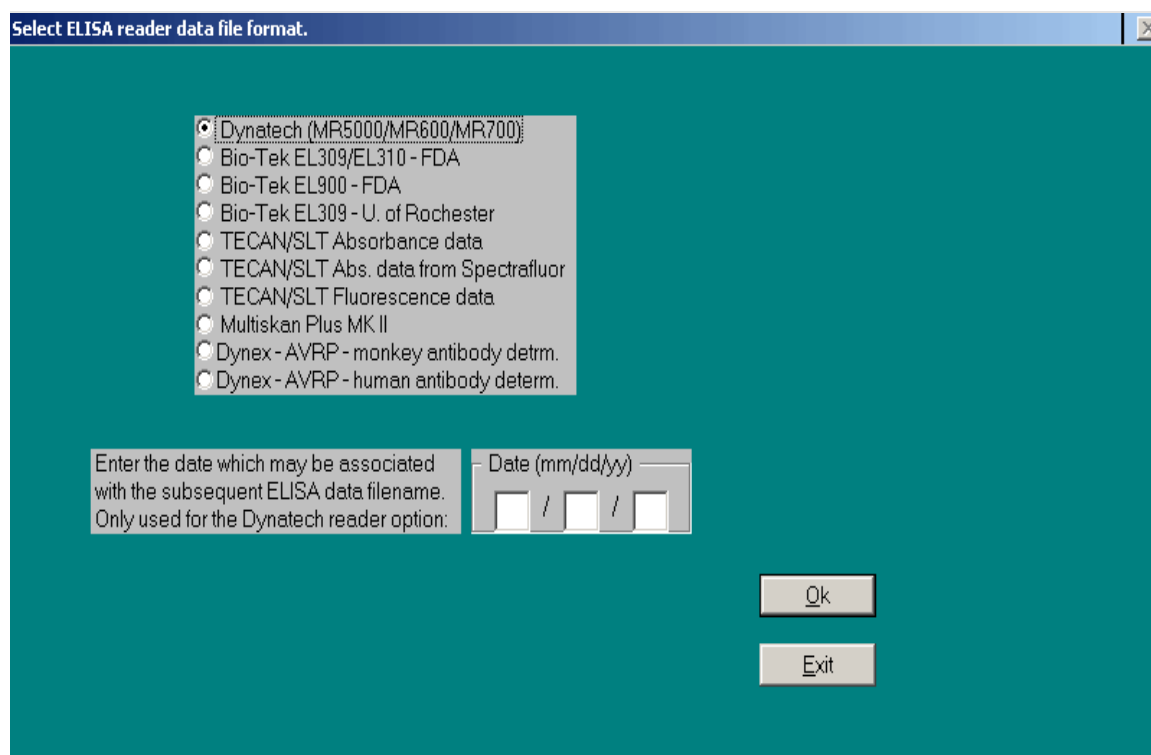 Select ELISA reader data file format.
Dynatech (MR5000/MR600/MR700)
Bio-Tek EL309/EL310 - FDA
Bio-Tek EL900 - FDA
Bio-Tek EL309 - U. of Rochester
TECAN/SLT Absorbance data
TECAN/SLT Abs. data from Spectrafluor
TECAN/SLT Fluorescence data
Multiskan Plus MK II
Dynex - AVRP - monkey antibody detrm.
Dynex - AVRP - human antibody determ.
Enter the date which may be associated
with the subsequent ELISA data filename.
Only used for the Dynatech reader option:
Date (mm/dd/yy)
/ /
Ok
Exit